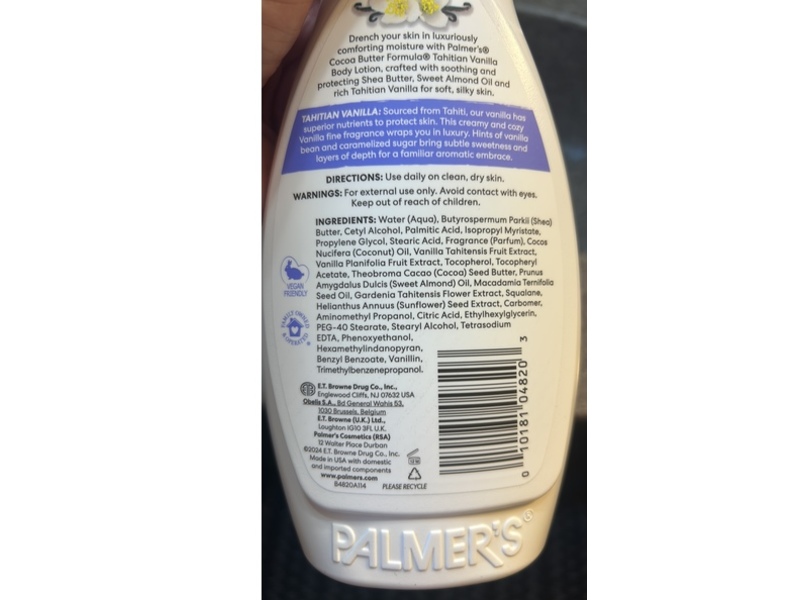 Drench your skin in luxuriously
comforting moisture with Palmer's®
Cocoa Butter Formula® Tahitian Vanilla
Body Lotion, crafted with soothing and
protecting Shea Butter, Sweet Almond Oil and
rich Tahitian Vanilla for soft, silky skin.
TAHITIAN VANILLA: Sourced from Tahiti, our vanilla has
superior nutrients to protect skin. This creamy and cozy
Vanilla fine fragrance wraps you in luxury. Hints of vanilla
bean and caramelized sugar bring subtle sweetness and
layers of depth for a familiar aromatic embrace.
DIRECTIONS: Use daily on clean, dry skin.
WARNINGS: For external use only. Avoid contact with eyes.
Keep out of reach of children.
INGREDIENTS: Water (Aqua), Butyrospermum Parkii (Shea)
Butter, Cetyl Alcohol, Palmitic Acid, Isopropyl Myristate,
Propylene Glycol, Stearic Acid, Fragrance (Parfum), Cocos
Nucifera (Coconut) Oil, Vanilla Tahitensis Fruit Extract,
Vanilla Planifolia Fruit Extract, Tocopherol, Tocopheryl
Acetate, Theobroma Cacao (Cocoa) Seed Butter, Prunus
Amygdalus Dulcis (Sweet Almond) Oil, Macadamia Ternifolia
Seed Oil, Gardenia Tahitensis Flower Extract, Squalane,
Helianthus Annuus (Sunflower) Seed Extract, Carbomer,
Aminomethyl Propanol, Citric Acid, Ethylhexylglycerin,
PEG-40 Stearate, Stearyl Alcohol, Tetrasodium
EDTA, Phenoxyethanol,
Hexamethylindanopyran,
Benzyl Benzoate, Vanillin,
Trimethylbenzenepropanol.
VEGAN
FRIENDLY
FAMILY OWNED
& OPERATED
E.T. Browne Drug Co., Inc.,
Englewood Cliffs, NJ 07632 USA
Obelis S.A., Bd Général Wahis 53,
1030 Brussels, Belgium
E.T. Browne (U.K.) Ltd.,
Loughton IG10 3FL U.K.
Palmer's Cosmetics (RSA)
12 Walter Place Durban
©2024 E.T. Browne Drug Co., Inc.
Made in USA with domestic
and imported components
www.palmers.com
84820A114
PLEASE RECYCLE
0 10181 04820 3
PALMER'S®